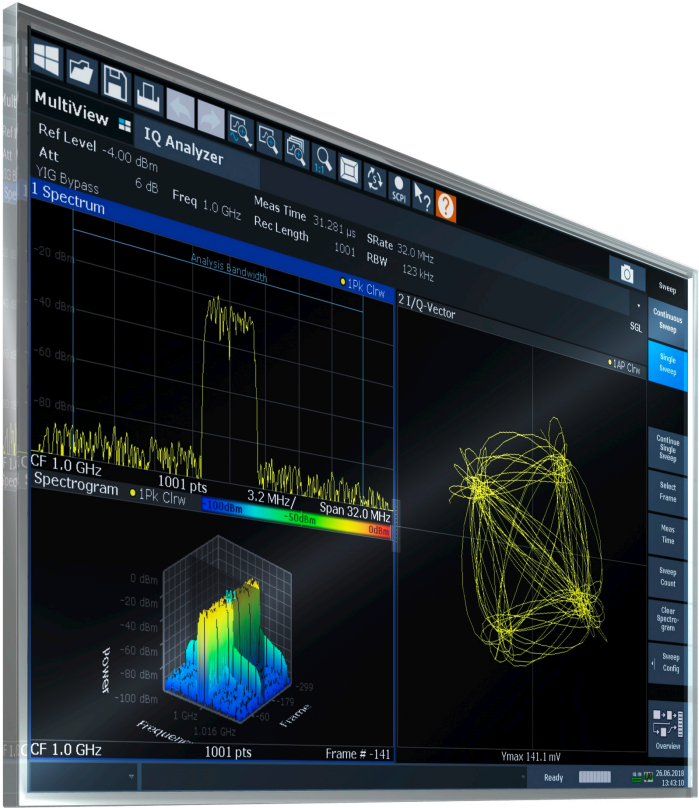 MultiView
IQ Analyzer
Ref Level -4.00 dBm
Att 6 dB
YIG Bypass
Freq 1.0 GHz
Meas Time 31.281 µs
Rec Length 1001
SRate 32.0 MHz
RBW 123 kHz
1:1
SCPI
?
?
1 Spectrum
1Pk Clrw
Analysis Bandwidth
-20 dBm
-40 dBm
-60 dBm
-80 dBm
CF 1.0 GHz
1001 pts
3.2 MHz/
Span 32.0 MHz
Spectrogram
1Pk Clrw
-100dBm
-50dBm
0dBm
0 dBm
-20 dBm
-40 dBm
-60 dBm
-80 dBm
-100 dBm
Power
1 GHz
1.016 GHz
Frequency
-60
-179
-299
Frame
M1
CF 1.0 GHz
1001 pts
Frame # -141
2 I/Q-Vector
SGL
1AP Clrw
Ymax 141.1 mV
Sweep
Continuous
Sweep
Single
Sweep
Continue
Single
Sweep
Select
Frame
Meas
Time
Sweep
Count
Clear
Spectro-
gram
Sweep
Config
Overview
Ready
26.06.2018
13:43:10